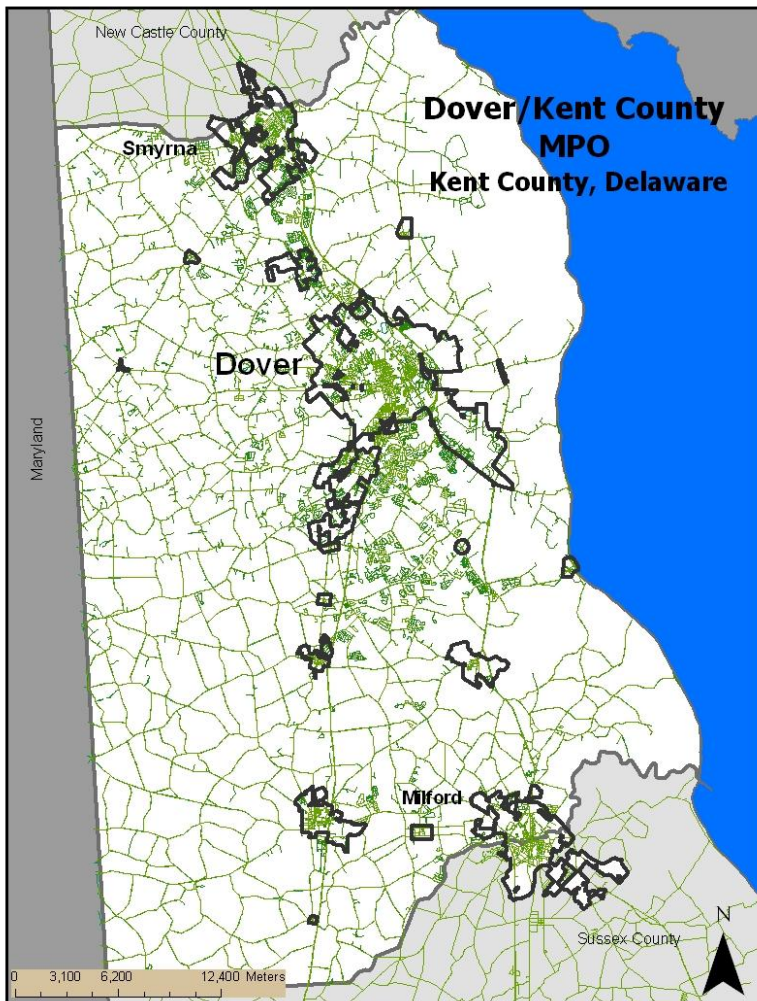 New Castle County
Dover/Kent County
MPO
Kent County, Delaware
Smyrna
Dover
Maryland
Milford
N
Sussex County
0 3,100 6,200 12,400 Meters